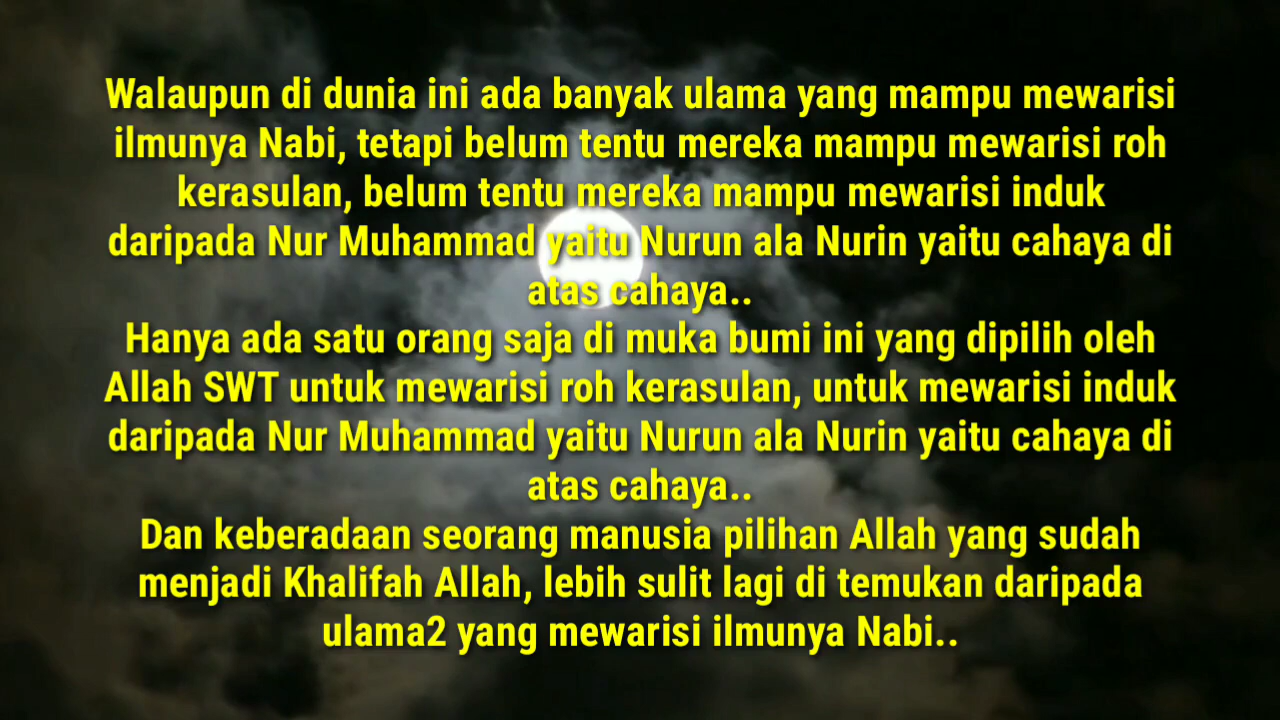 Walaupun di dunia ini ada banyak ulama yang mampu mewarisi
ilmunya Nabi, tetapi belum tentu mereka mampu mewarisi roh
kerasulan, belum tentu mereka mampu mewarisi induk
daripada Nur Muhammad yaitu Nurun ala Nurin yaitu cahaya di
atas cahaya..
Hanya ada satu orang saja di muka bumi ini yang dipilih oleh
Allah SWT untuk mewarisi roh kerasulan, untuk mewarisi induk
daripada Nur Muhammad yaitu Nurun ala Nurin yaitu cahaya di
atas cahaya..
Dan keberadaan seorang manusia pilihan Allah yang sudah
menjadi Khalifah Allah, lebih sulit lagi di temukan daripada
ulama2 yang mewarisi ilmunya Nabi..